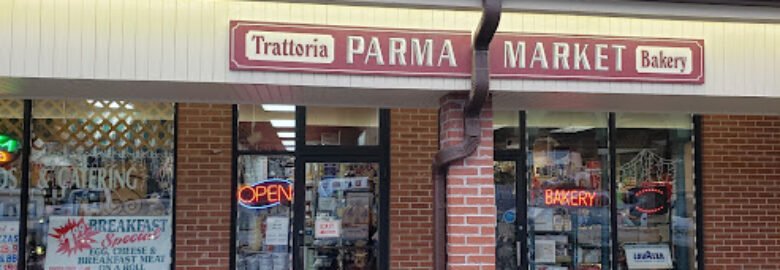 Trattoria PARMA MARKET Bakery
& CATERING
OPEN
BAKERY
BREAKFAST
Special
EGG, CHEESE &
BREAKFAST MEAT
ON A ROLL
LAVAZZA